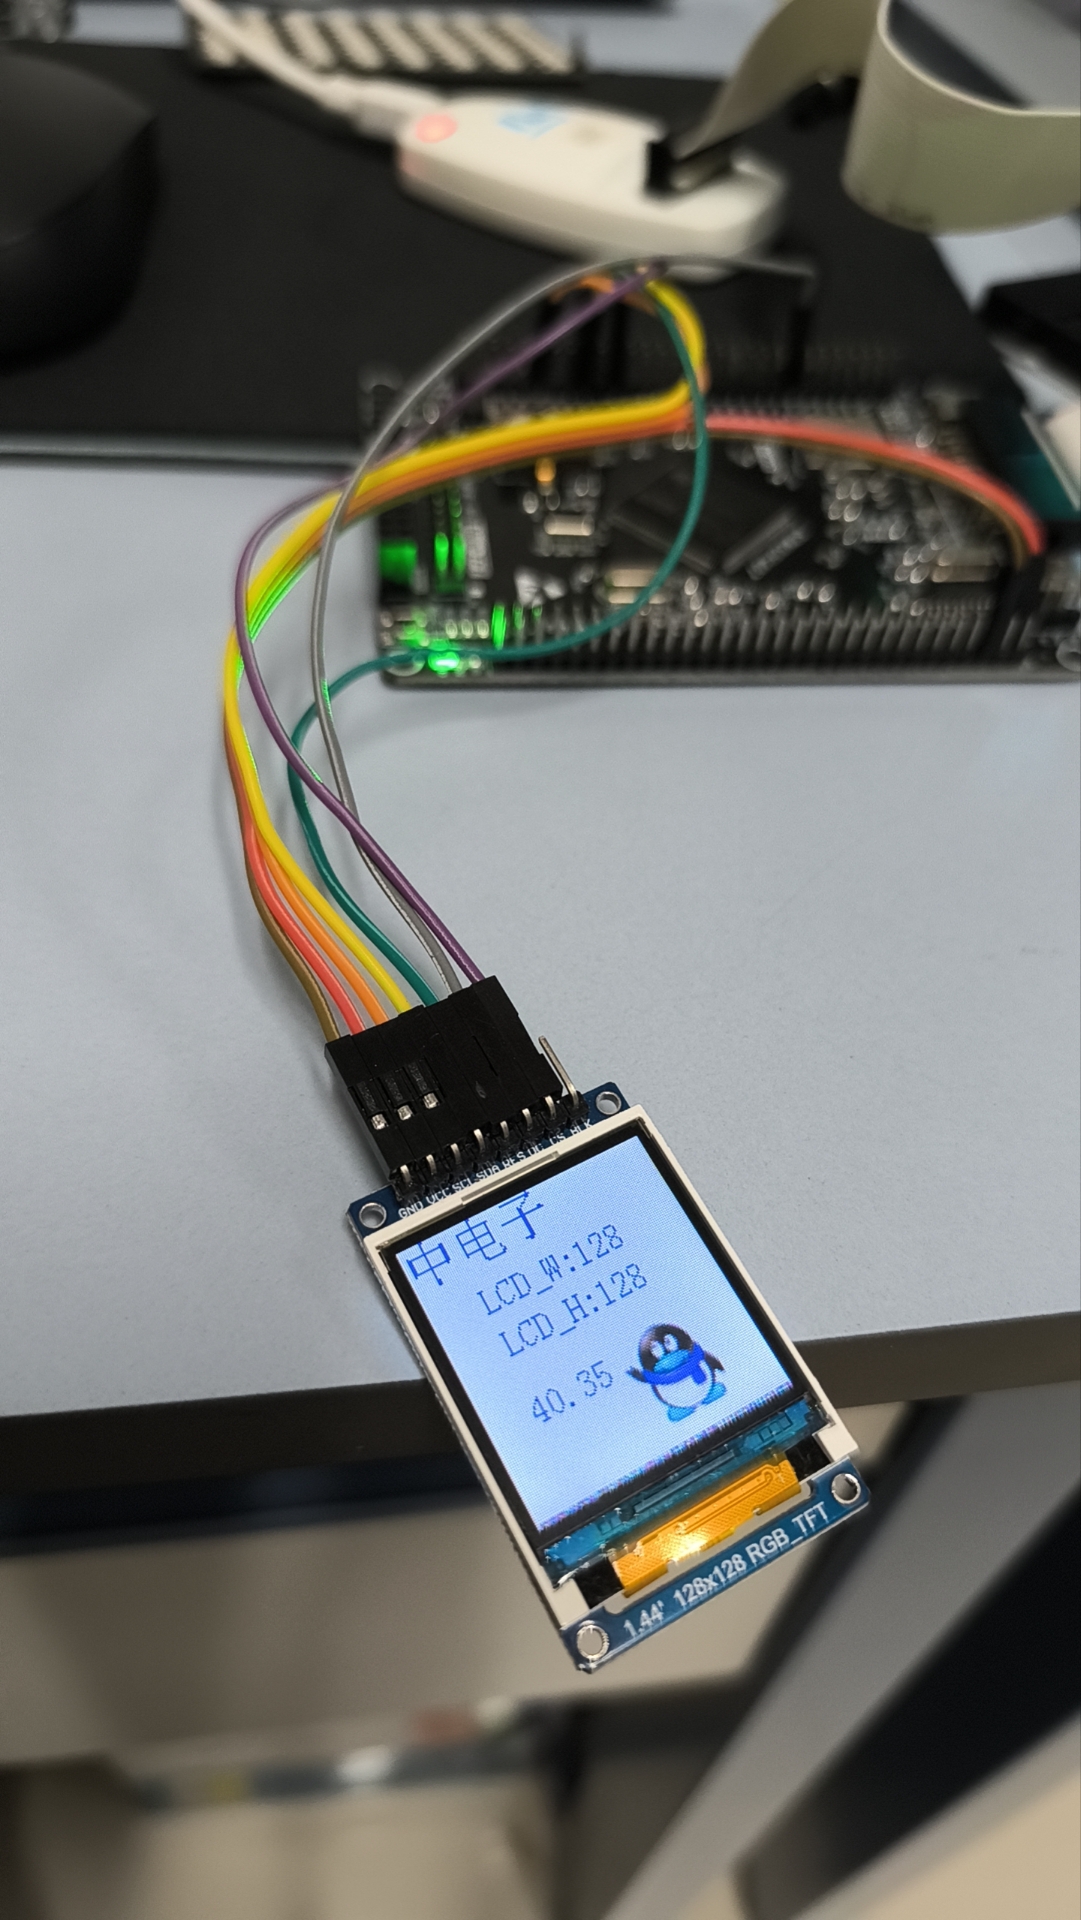 GND VCC SCL SDA RES DC CS BLK
中电子
LCD_W:128
LCD_H:128
40.35
1.44' 128x128 RGB_TFT